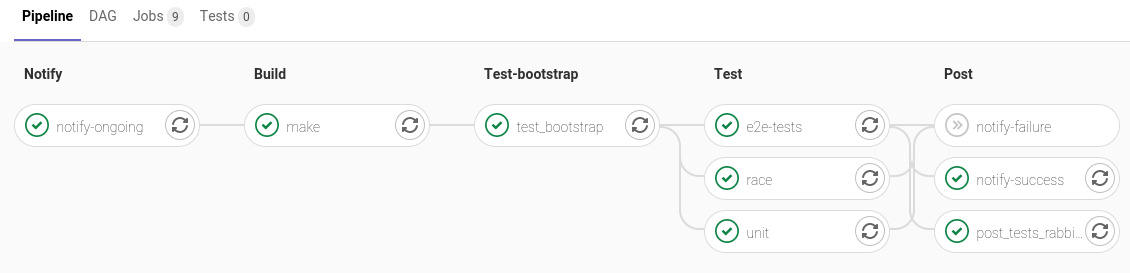 Pipeline DAG Jobs 9 Tests 0
Notify Build Test-bootstrap Test Post
notify-ongoing make test_bootstrap e2e-tests notify-failure
race notify-success
unit post_tests_rabbi...